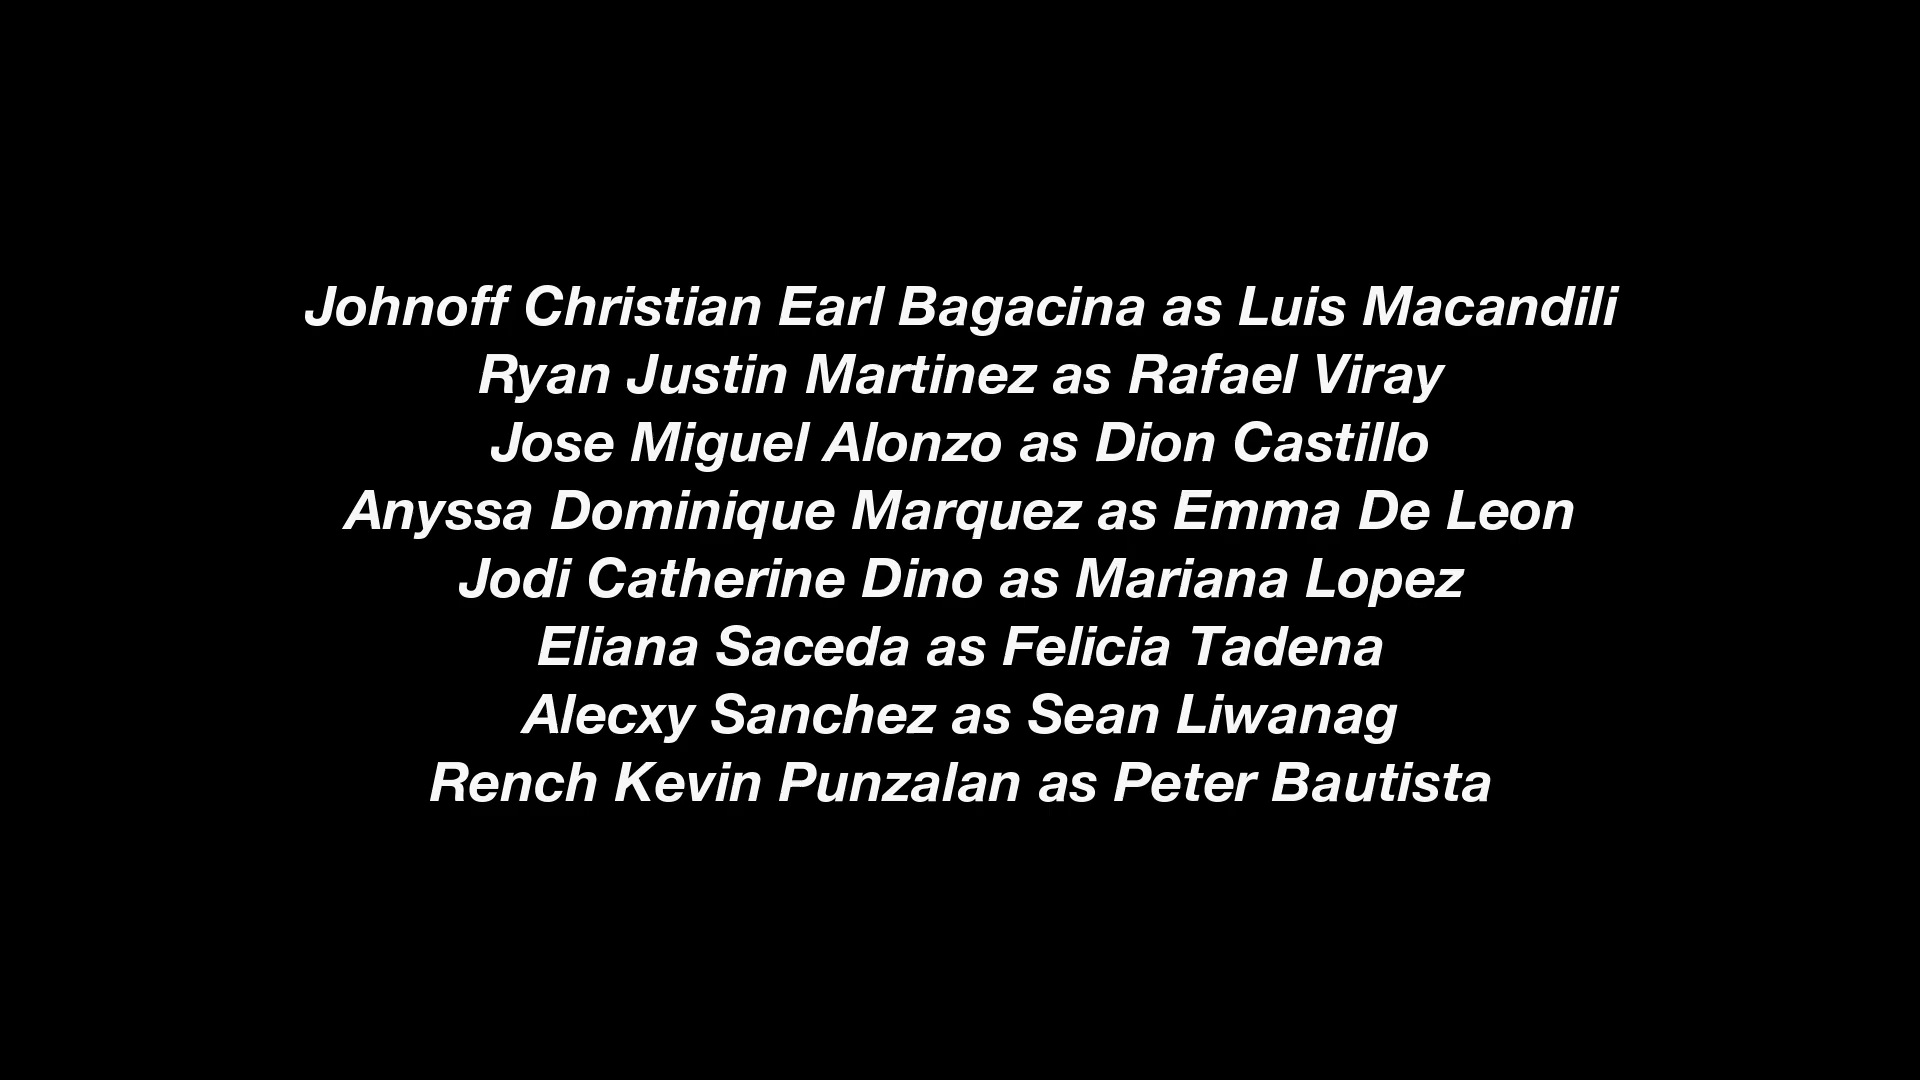 Johnoff Christian Earl Bagacina as Luis Macandili
Ryan Justin Martinez as Rafael Viray
Jose Miguel Alonzo as Dion Castillo
Anyssa Dominique Marquez as Emma De Leon
Jodi Catherine Dino as Mariana Lopez
Eliana Saceda as Felicia Tadena
Alecxy Sanchez as Sean Liwanag
Rench Kevin Punzalan as Peter Bautista